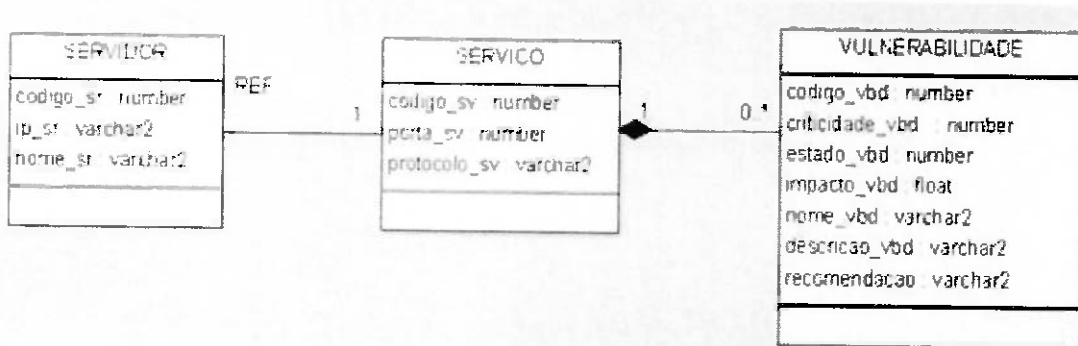 SERVIDOR
codigo_sr number
ip_sr varchar2
nome_sr varchar2
REF
1
SERVICO
codigo_sv number
porta_sv number
protocolo_sv varchar2
1
0..*
VULNERABILIDADE
codigo_vbd number
criticidade_vbd : number
estado_vbd number
impacto_vbd float
nome_vbd varchar2
descricao_vbd varchar2
recomendacao varchar2